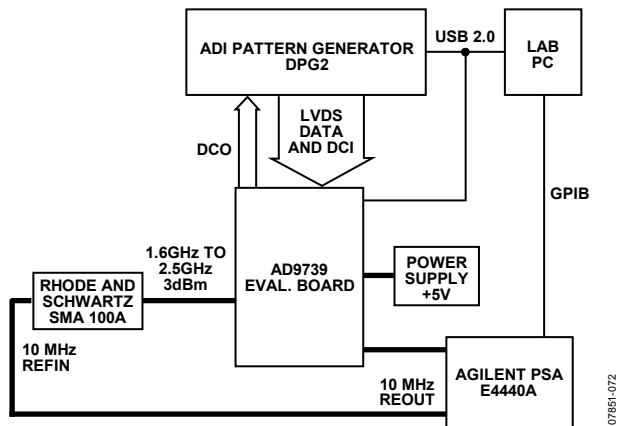 ADI PATTERN GENERATOR
DPG2
USB 2.0
LAB
PC
LVDS
DATA
AND DCI
DCO
GPIB
1.6GHz TO
2.5GHz
3dBm
AD9739
EVAL. BOARD
POWER
SUPPLY
+5V
RHODE AND
SCHWARTZ
SMA 100A
10 MHz
REFIN
10 MHz
REOUT
AGILENT PSA
E4440A
07851-072